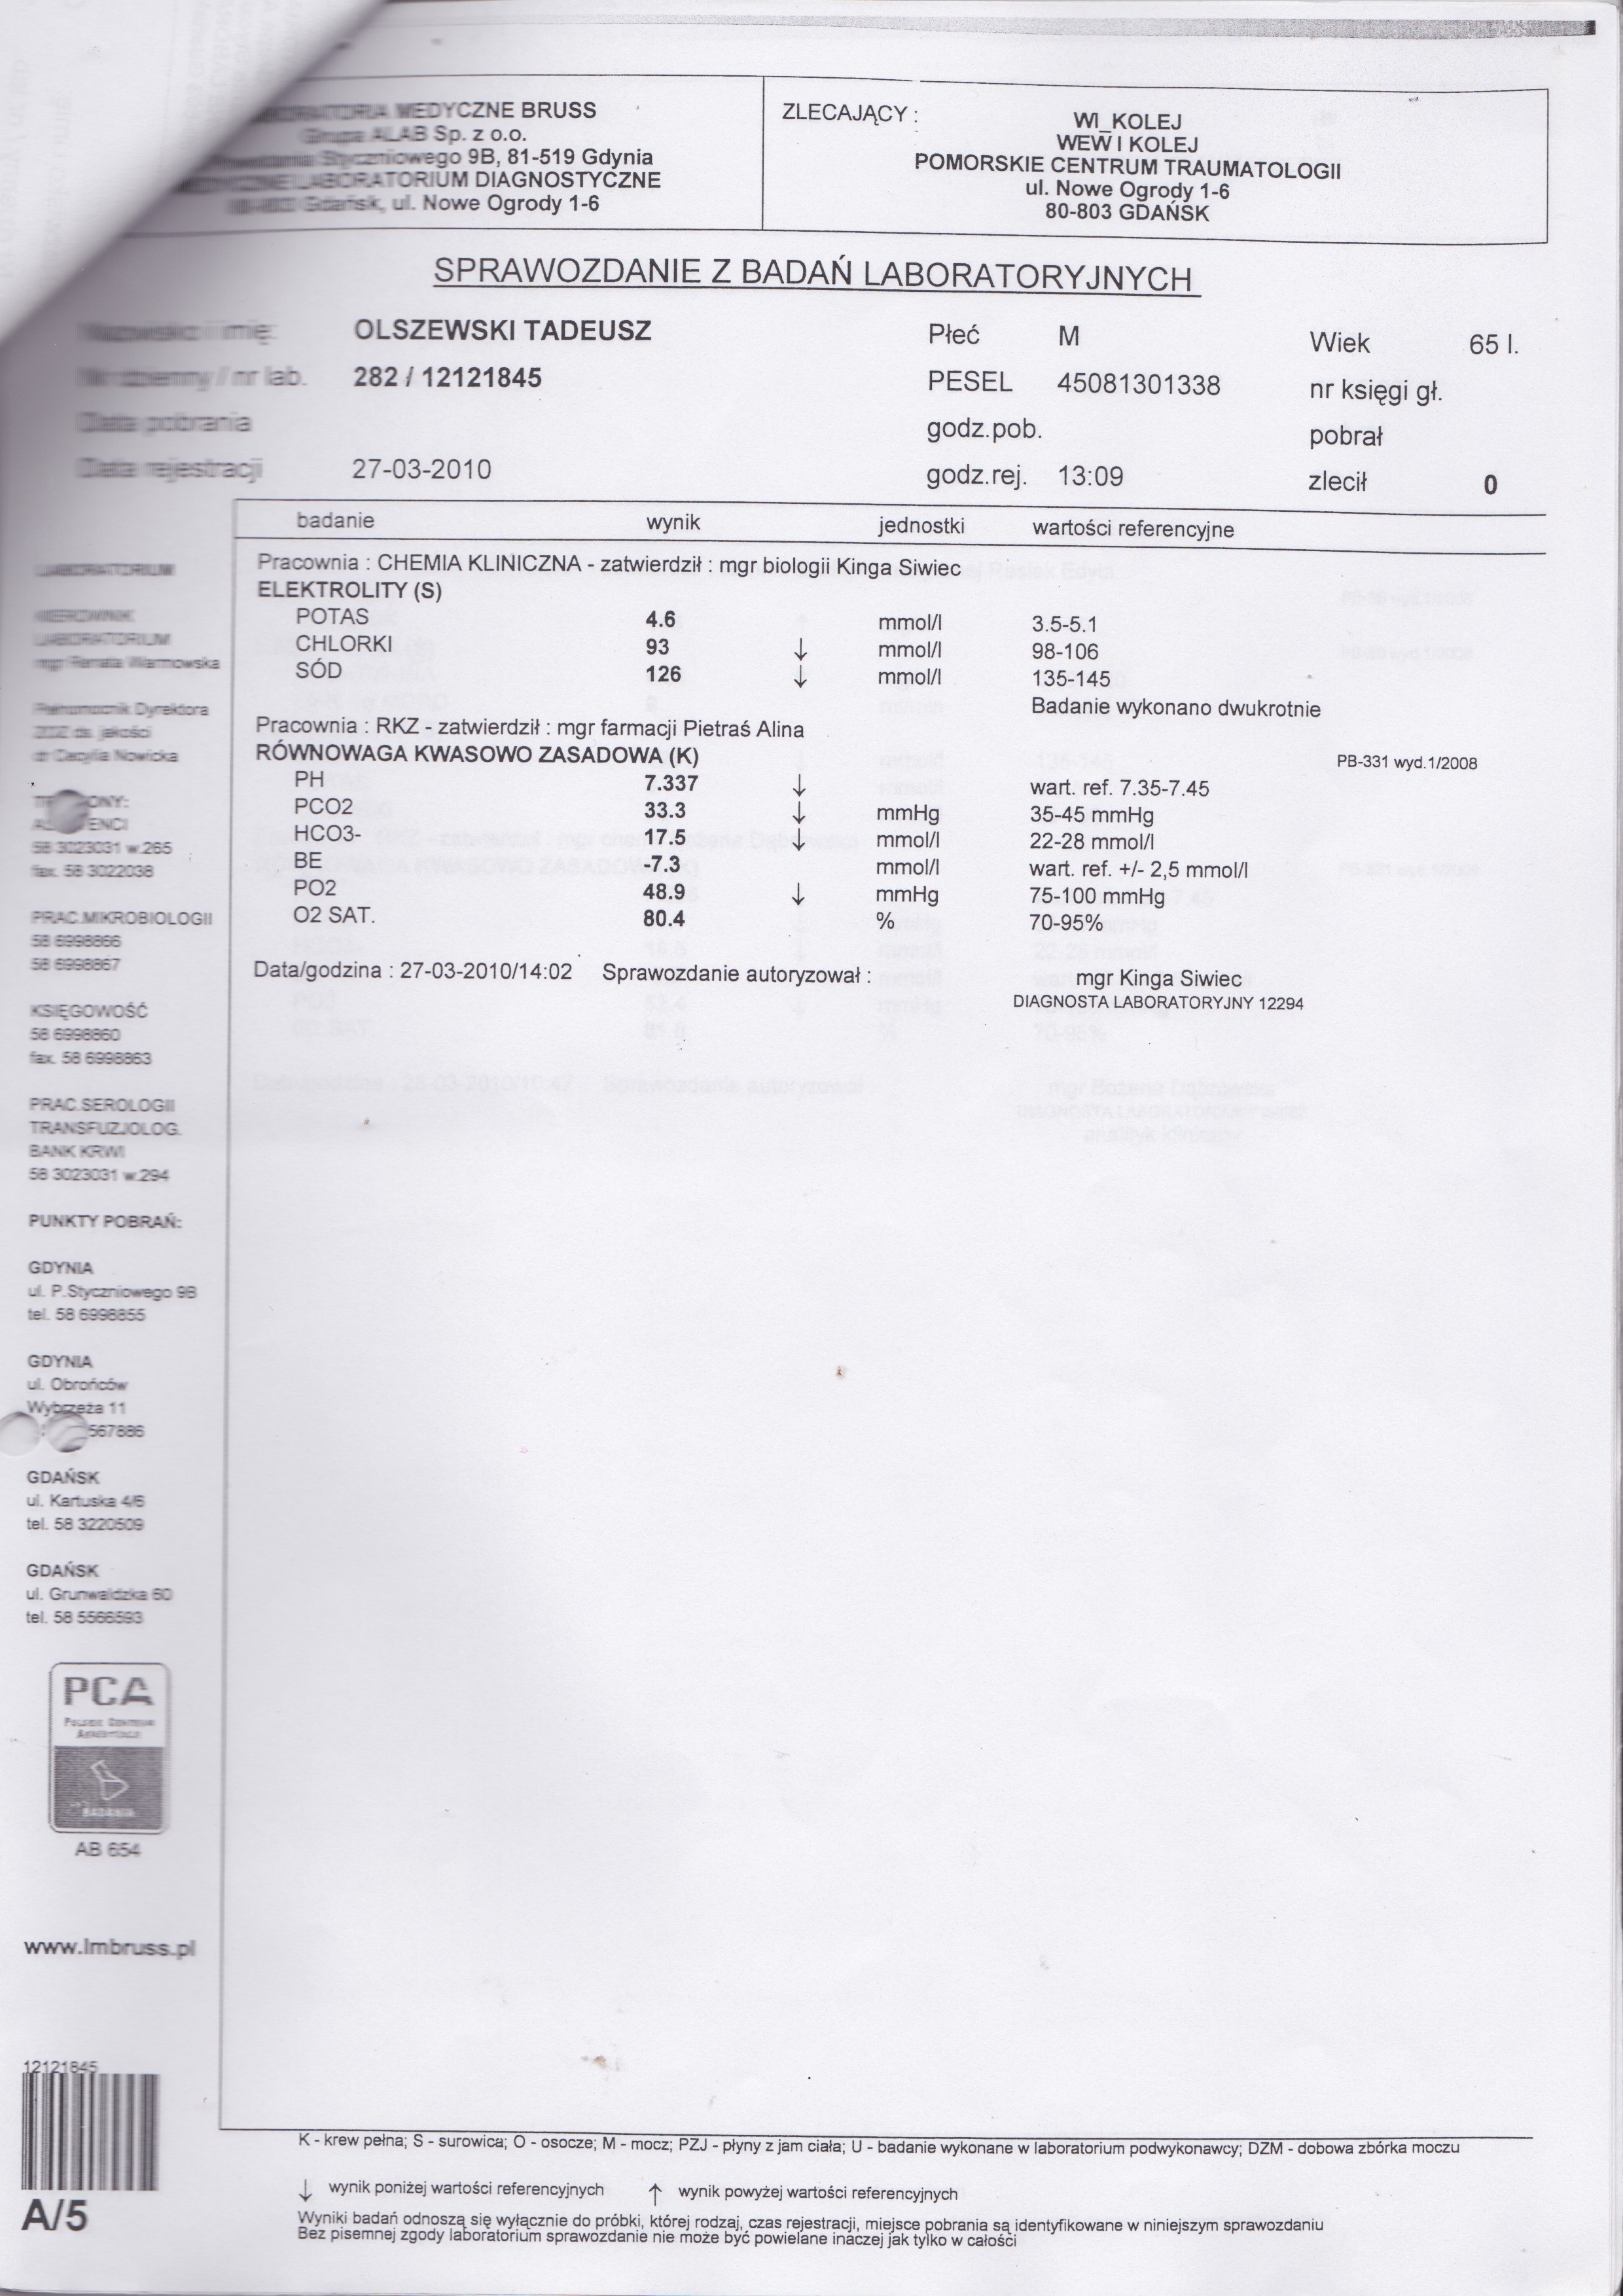 MEDYCZNE BRUSS
Grupa ALAB Sp. z o.o.
Styczniowego 9B, 81-519 Gdynia
LABORATORIUM DIAGNOSTYCZNE
Gdańsk, ul. Nowe Ogrody 1-6
ZLECAJĄCY :
WI_KOLEJ
WEW I KOLEJ
POMORSKIE CENTRUM TRAUMATOLOGII
ul. Nowe Ogrody 1-6
80-803 GDAŃSK
SPRAWOZDANIE Z BADAŃ LABORATORYJNYCH
Nazwisko i imię: OLSZEWSKI TADEUSZ Płeć M Wiek 65 l.
nr lab. 282 / 12121845 PESEL 45081301338 nr księgi gł.
Data pobrania godz.pob. pobrał
Data rejestracji 27-03-2010 godz.rej. 13:09 zlecił 0
badanie wynik jednostki wartości referencyjne
Pracownia : CHEMIA KLINICZNA - zatwierdził : mgr biologii Kinga Siwiec
ELEKTROLITY (S)
POTAS 4.6 mmol/l 3.5-5.1
CHLORKI 93 ↓ mmol/l 98-106
SÓD 126 ↓ mmol/l 135-145
Badanie wykonano dwukrotnie
Pracownia : RKZ - zatwierdził : mgr farmacji Pietraś Alina
RÓWNOWAGA KWASOWO ZASADOWA (K) PB-331 wyd.1/2008
PH 7.337 ↓ wart. ref. 7.35-7.45
PCO2 33.3 ↓ mmHg 35-45 mmHg
HCO3- 17.5 ↓ mmol/l 22-28 mmol/l
BE -7.3 mmol/l wart. ref. +/- 2,5 mmol/l
PO2 48.9 ↓ mmHg 75-100 mmHg
O2 SAT. 80.4 % 70-95%
Data/godzina : 27-03-2010/14:02 Sprawozdanie autoryzował : mgr Kinga Siwiec
DIAGNOSTA LABORATORYJNY 12294
LABORATORIUM
KIEROWNIK
LABORATORIUM
mgr Renata Warmowska
Pełnomocnik Dyrektora
ds. jakości
dr Cecylia Nowicka
58 3023031 w.265
fax. 58 3022038
PRAC.MIKROBIOLOGII
58 6998866
58 6998867
KSIĘGOWOŚĆ
58 6998860
fax. 58 6998863
PRAC.SEROLOGII
TRANSFUZJOLOG.
BANK KRWI
58 3023031 w.294
PUNKTY POBRAŃ:
GDYNIA
ul. P.Styczniowego 9B
tel. 58 6998855
GDYNIA
ul. Obrońców
Wybrzeża 11
567886
GDAŃSK
ul. Kartuska 4/6
tel. 58 3220509
GDAŃSK
ul. Grunwaldzka 60
tel. 58 5566593
PCA
POLSKIE CENTRUM
AKREDYTACJI
BADANIA
AB 654
www.lmbruss.pl
12121845
A/5
K - krew pełna; S - surowica; O - osocze; M - mocz; PZJ - płyny z jam ciała; U - badanie wykonane w laboratorium podwykonawcy; DZM - dobowa zbórka moczu
↓ wynik poniżej wartości referencyjnych ↑ wynik powyżej wartości referencyjnych
Wyniki badań odnoszą się wyłącznie do próbki, której rodzaj, czas rejestracji, miejsce pobrania są identyfikowane w niniejszym sprawozdaniu
Bez pisemnej zgody laboratorium sprawozdanie nie może być powielane inaczej jak tylko w całości